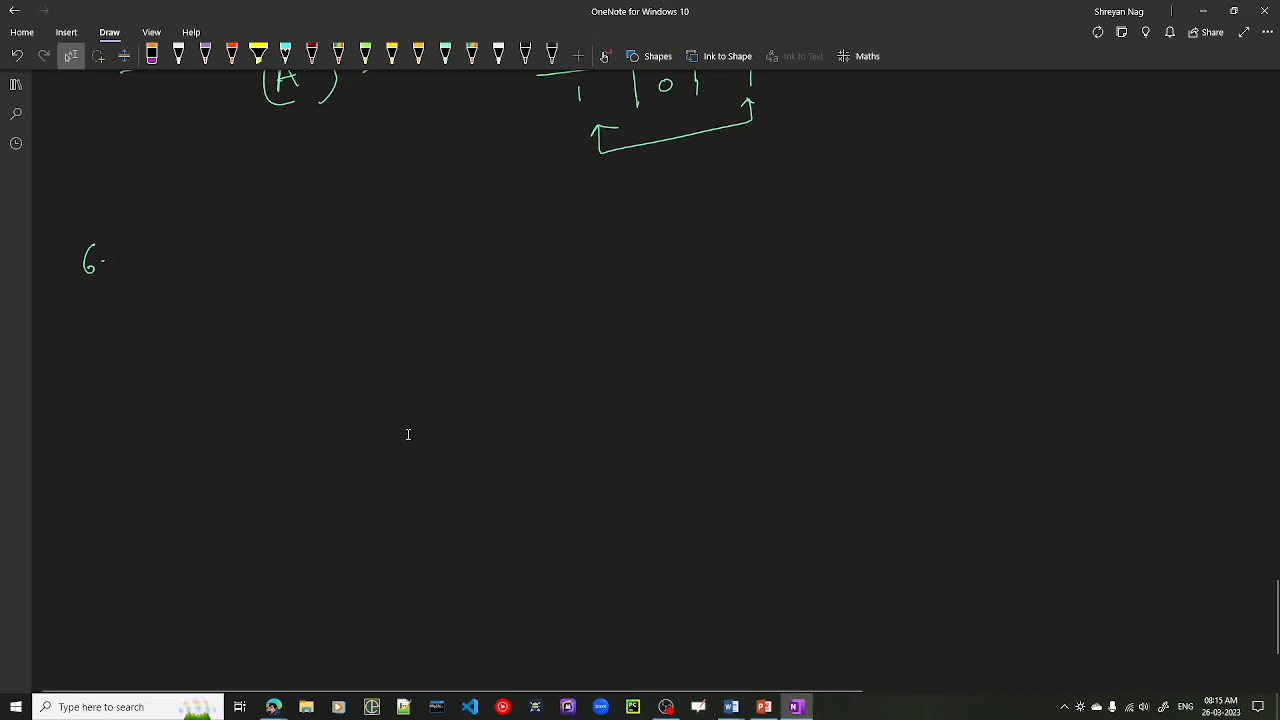 OneNote for Windows 10
Shreyan Nag
Home Insert Draw View Help
Share
Shapes Ink to Shape Ink to Text Maths
(A) 1 0 1
6.
Type here to search
ENG 08:15 AM 26-03-2023